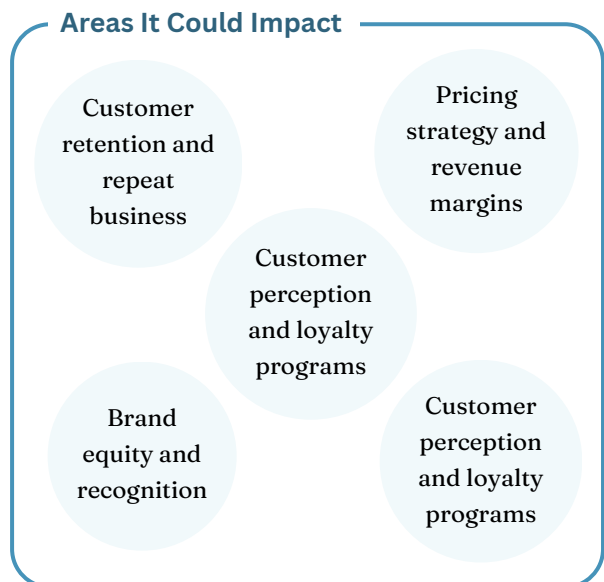 Areas It Could Impact
Customer
retention and
repeat
business
Pricing
strategy and
revenue
margins
Customer
perception
and loyalty
programs
Brand
equity and
recognition
Customer
perception
and loyalty
programs